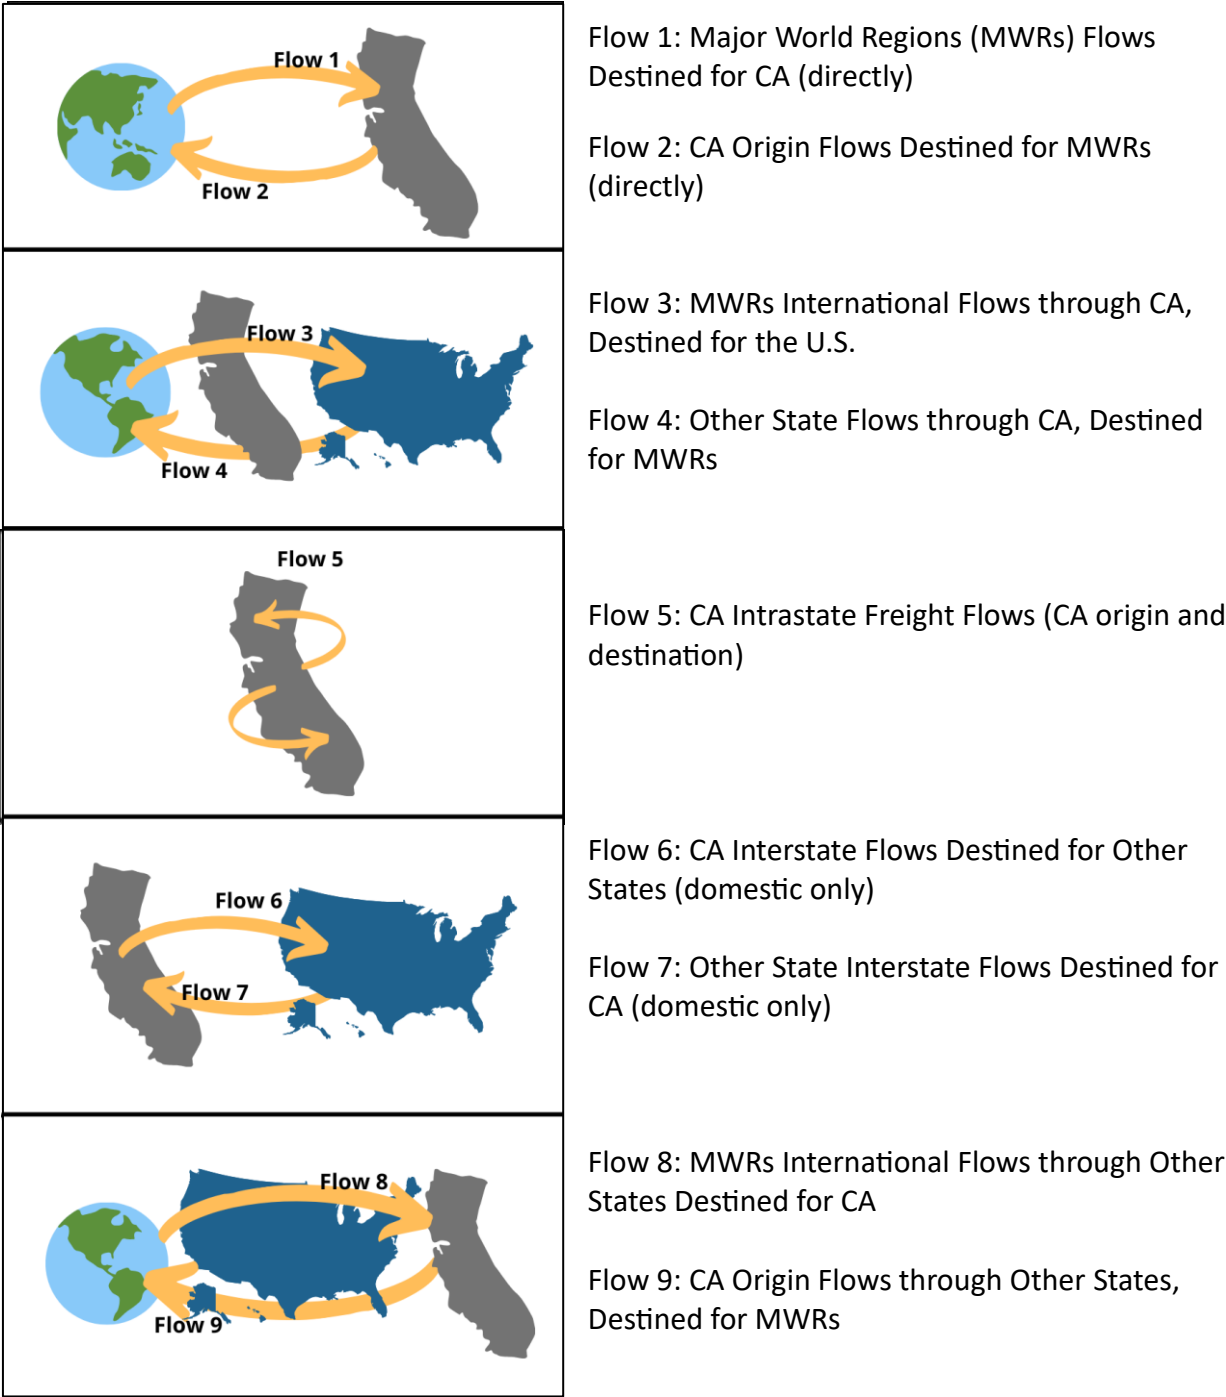 Flow 1
Flow 2
Flow 1: Major World Regions (MWRs) Flows
Destined for CA (directly)
Flow 2: CA Origin Flows Destined for MWRs
(directly)
Flow 3
Flow 4
Flow 3: MWRs International Flows through CA,
Destined for the U.S.
Flow 4: Other State Flows through CA, Destined
for MWRs
Flow 5
Flow 5: CA Intrastate Freight Flows (CA origin and
destination)
Flow 6
Flow 7
Flow 6: CA Interstate Flows Destined for Other
States (domestic only)
Flow 7: Other State Interstate Flows Destined for
CA (domestic only)
Flow 8
Flow 9
Flow 8: MWRs International Flows through Other
States Destined for CA
Flow 9: CA Origin Flows through Other States,
Destined for MWRs